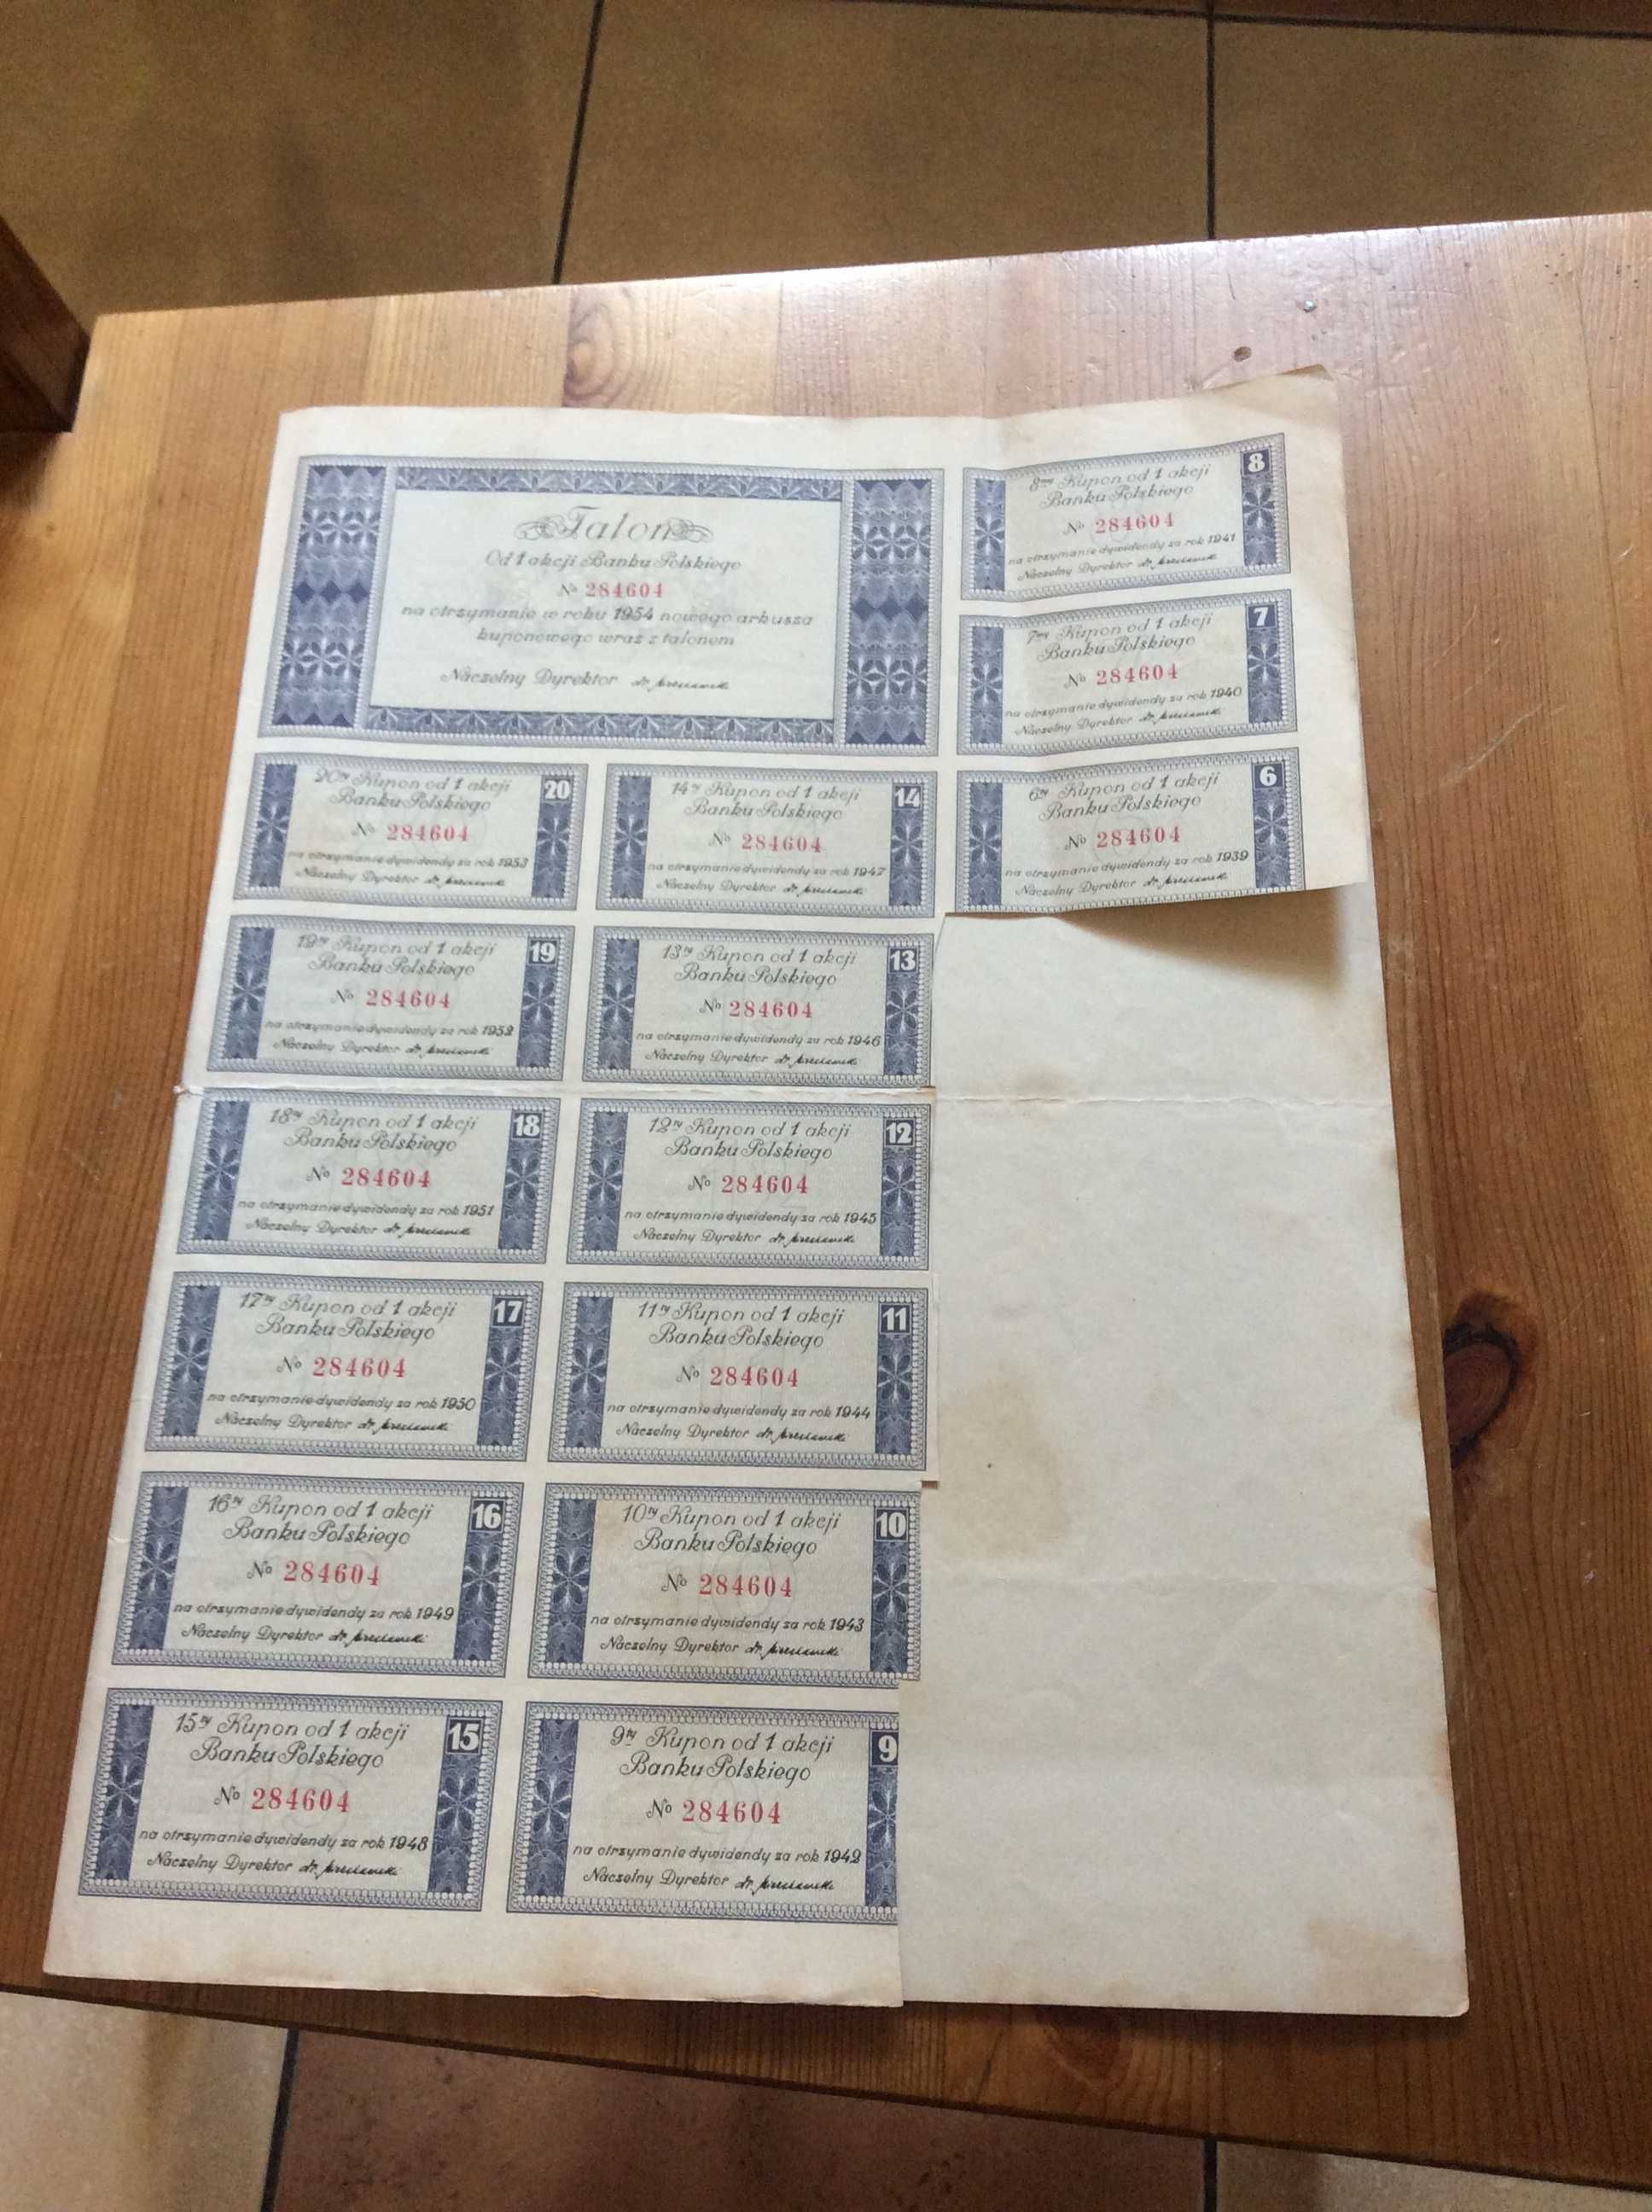 Talon
Od 1 akcji Banku Polskiego
№ 284604
na otrzymanie w roku 1954 nowego arkusza
kuponowego wraz z talonem
Naczelny Dyrektor
8my Kupon od 1 akcji
Banku Polskiego
8
№ 284604
na otrzymanie dywidendy za rok 1941
Naczelny Dyrektor
7my Kupon od 1 akcji
Banku Polskiego
7
№ 284604
na otrzymanie dywidendy za rok 1940
Naczelny Dyrektor
6ty Kupon od 1 akcji
Banku Polskiego
6
№ 284604
na otrzymanie dywidendy za rok 1939
Naczelny Dyrektor
20ty Kupon od 1 akcji
Banku Polskiego
20
№ 284604
na otrzymanie dywidendy za rok 1953
Naczelny Dyrektor
14ty Kupon od 1 akcji
Banku Polskiego
14
№ 284604
na otrzymanie dywidendy za rok 1947
Naczelny Dyrektor
19ty Kupon od 1 akcji
Banku Polskiego
19
№ 284604
na otrzymanie dywidendy za rok 1952
Naczelny Dyrektor
13ty Kupon od 1 akcji
Banku Polskiego
13
№ 284604
na otrzymanie dywidendy za rok 1946
Naczelny Dyrektor
18ty Kupon od 1 akcji
Banku Polskiego
18
№ 284604
na otrzymanie dywidendy za rok 1951
Naczelny Dyrektor
12ty Kupon od 1 akcji
Banku Polskiego
12
№ 284604
na otrzymanie dywidendy za rok 1945
Naczelny Dyrektor
17ty Kupon od 1 akcji
Banku Polskiego
17
№ 284604
na otrzymanie dywidendy za rok 1950
Naczelny Dyrektor
11ty Kupon od 1 akcji
Banku Polskiego
11
№ 284604
na otrzymanie dywidendy za rok 1944
Naczelny Dyrektor
16ty Kupon od 1 akcji
Banku Polskiego
16
№ 284604
na otrzymanie dywidendy za rok 1949
Naczelny Dyrektor
10ty Kupon od 1 akcji
Banku Polskiego
10
№ 284604
na otrzymanie dywidendy za rok 1943
Naczelny Dyrektor
15ty Kupon od 1 akcji
Banku Polskiego
15
№ 284604
na otrzymanie dywidendy za rok 1948
Naczelny Dyrektor
9ty Kupon od 1 akcji
Banku Polskiego
9
№ 284604
na otrzymanie dywidendy za rok 1942
Naczelny Dyrektor